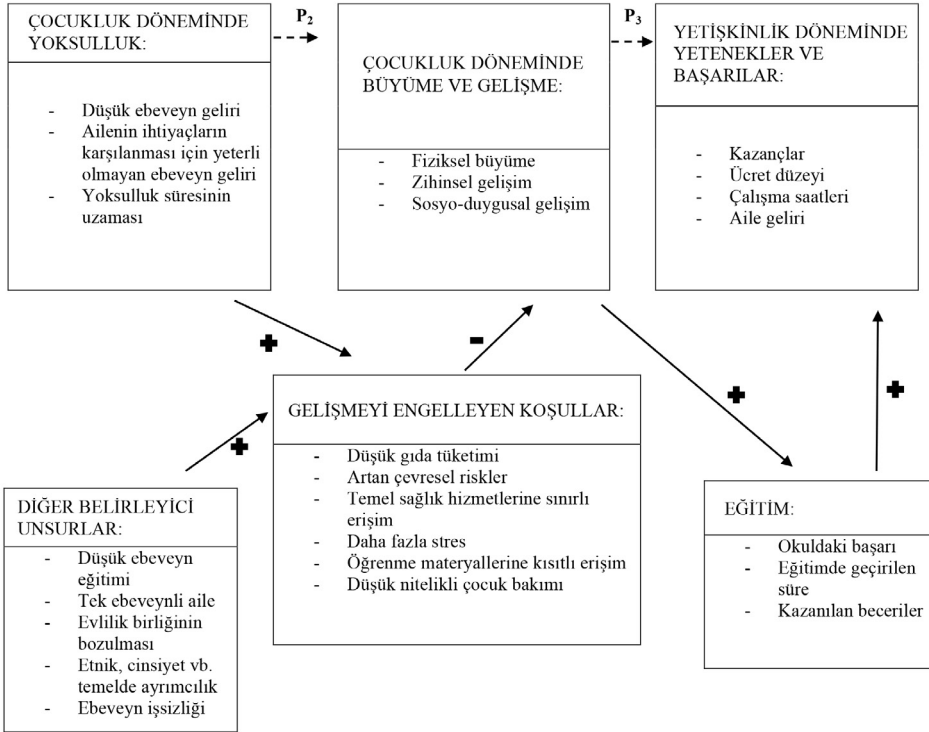 ÇOCUKLUK DÖNEMİNDE
YOKSULLUK:
- Düşük ebeveyn geliri
- Ailenin ihtiyaçların
karşılanması için yeterli
olmayan ebeveyn geliri
- Yoksulluk süresinin
uzaması
P2
ÇOCUKLUK DÖNEMİNDE
BÜYÜME VE GELİŞME:
- Fiziksel büyüme
- Zihinsel gelişim
- Sosyo-duygusal gelişim
P3
YETİŞKİNLİK DÖNEMİNDE
YETENEKLER VE
BAŞARILAR:
- Kazançlar
- Ücret düzeyi
- Çalışma saatleri
- Aile geliri
+
-
+
+
+
GELİŞMEYİ ENGELLEYEN KOŞULLAR:
- Düşük gıda tüketimi
- Artan çevresel riskler
- Temel sağlık hizmetlerine sınırlı
erişim
- Daha fazla stres
- Öğrenme materyallerine kısıtlı erişim
- Düşük nitelikli çocuk bakımı
DİĞER BELİRLEYİCİ
UNSURLAR:
- Düşük ebeveyn
eğitimi
- Tek ebeveynli aile
- Evlilik birliğinin
bozulması
- Etnik, cinsiyet vb.
temelde ayrımcılık
- Ebeveyn işsizliği
EĞİTİM:
- Okuldaki başarı
- Eğitimde geçirilen
süre
- Kazanılan beceriler